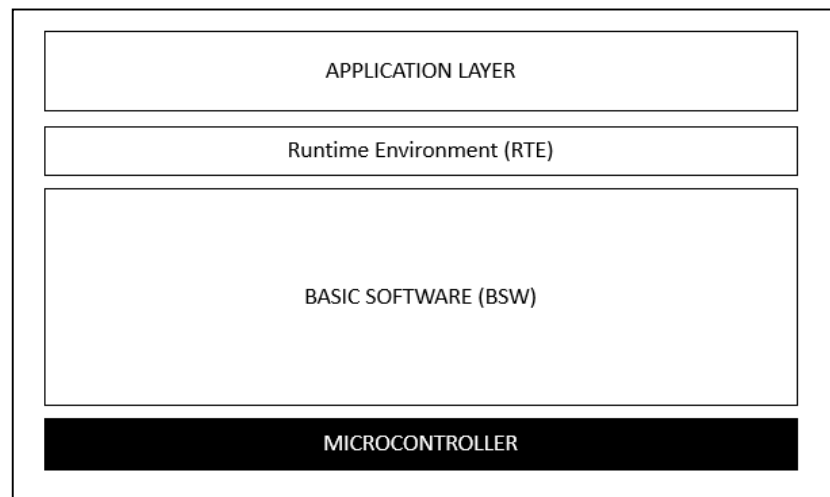 APPLICATION LAYER
Runtime Environment (RTE)
BASIC SOFTWARE (BSW)
MICROCONTROLLER